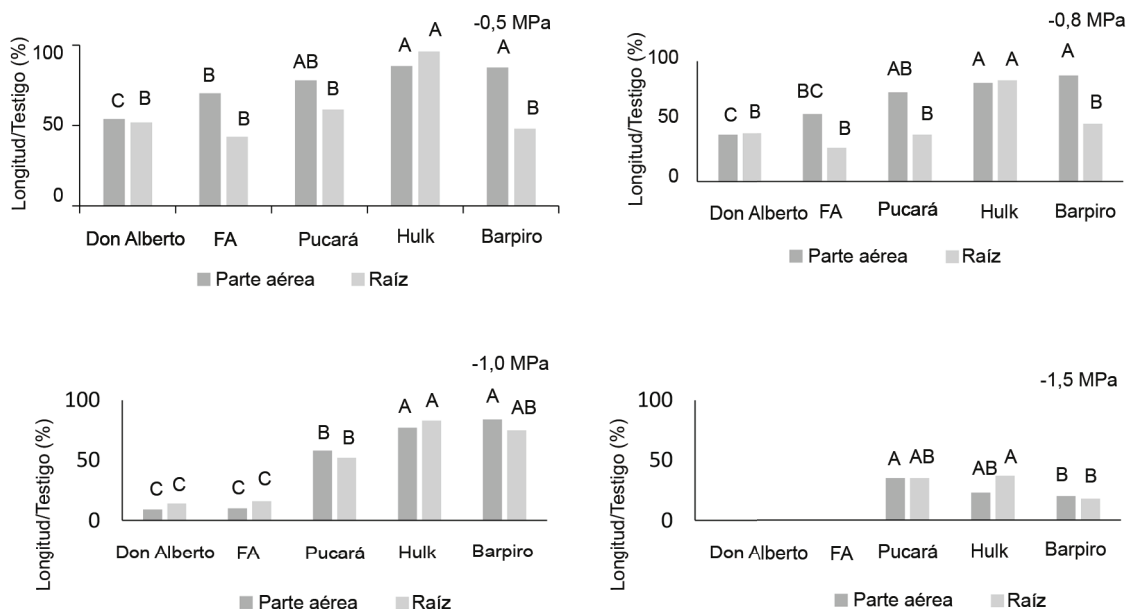 -0,5 MPa
Longitud/Testigo (%)
100
50
0
C B B B AB B A A A B
Don Alberto FA Pucará Hulk Barpiro
Parte aérea Raíz
-0,8 MPa
Longitud/Testigo (%)
100
50
0
C B BC B AB B A A A B
Don Alberto FA Pucará Hulk Barpiro
Parte aérea Raíz
-1,0 MPa
Longitud/Testigo (%)
100
50
0
C C C C B B A A A AB
Don Alberto FA Pucará Hulk Barpiro
Parte aérea Raíz
-1,5 MPa
Longitud/Testigo (%)
100
50
0
A AB AB A B B
Don Alberto FA Pucará Hulk Barpiro
Parte aérea Raíz